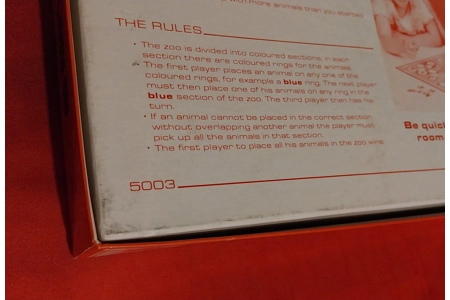 with more animals than you started
THE RULES
• The zoo is divided into coloured sections, in each
section there are coloured rings for the animals.
• The first player places an animal on any one of the
coloured rings, for example a blue ring. The next player
must then place one of his animals on any ring in the
blue section of the zoo. The third player then has his
turn.
• If an animal cannot be placed in the correct section
without overlapping another animal the player must
pick up all the animals in that section.
• The first player to place all his animals in the zoo wins.
Be quick
room
5003